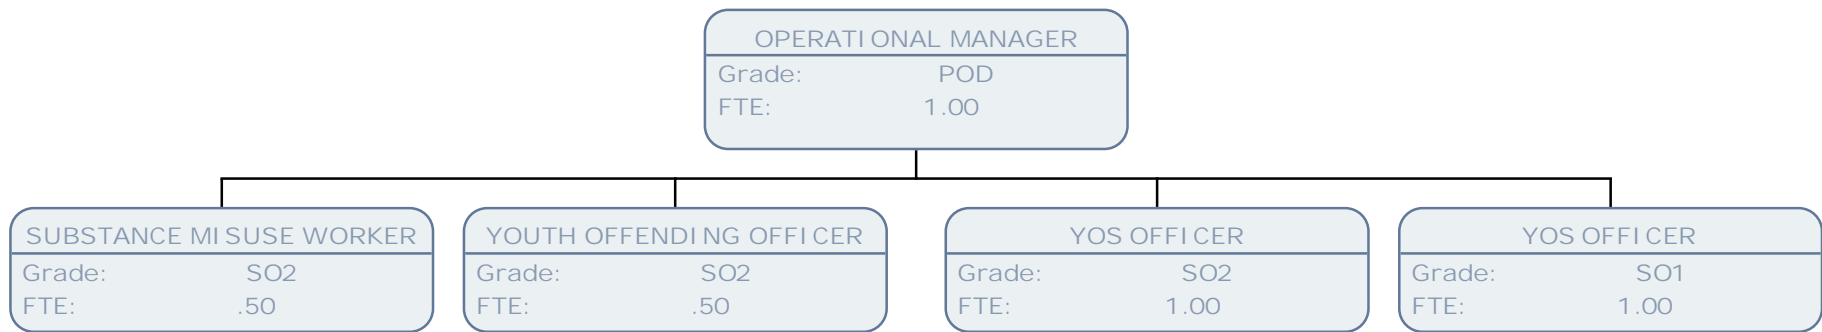 OPERATIONAL MANAGER
Grade: POD
FTE: 1.00
SUBSTANCE MISUSE WORKER
Grade: SO2
FTE: .50
YOUTH OFFENDING OFFICER
Grade: SO2
FTE: .50
YOS OFFICER
Grade: SO2
FTE: 1.00
YOS OFFICER
Grade: SO1
FTE: 1.00